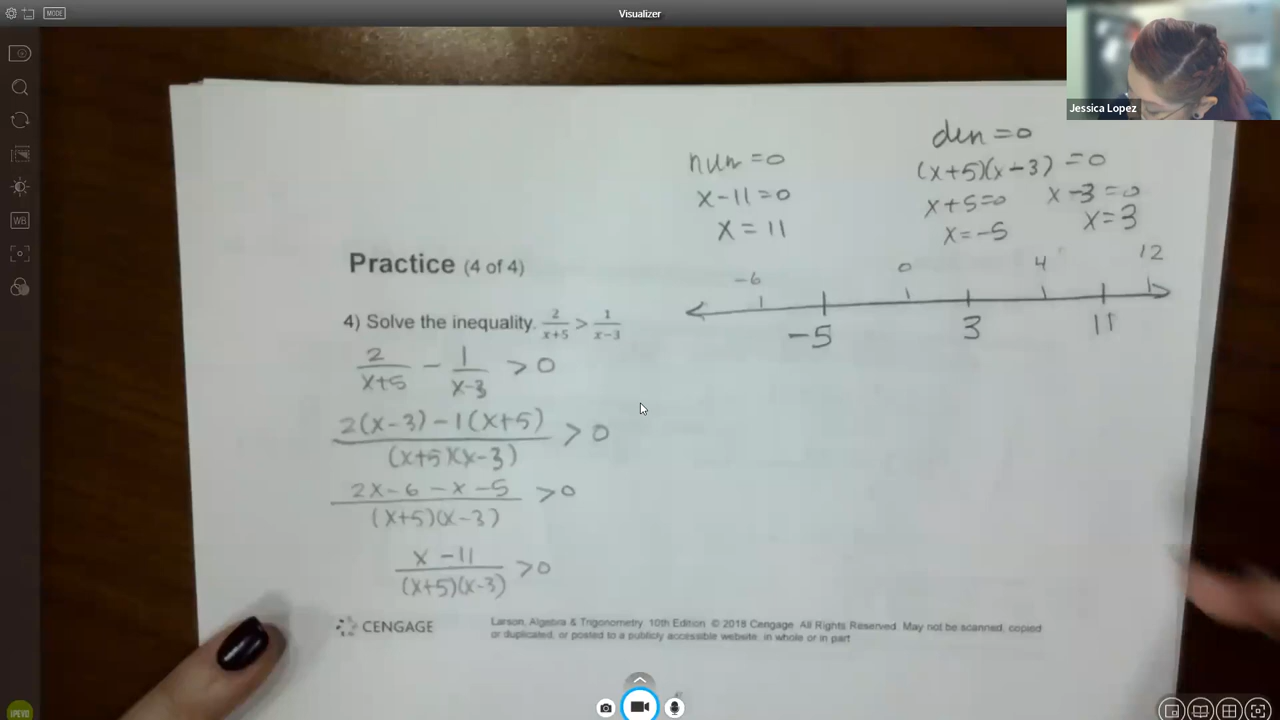 MODE
Visualizer
Jessica Lopez
WB
num = 0
x - 11 = 0
x = 11
den = 0
(x+5)(x-3) = 0
x+5=0 x-3=0
x=-5 x=3
-6 0 4 12
-5 3 11
Practice (4 of 4)
4) Solve the inequality, 2/(x+5) > 1/(x-3)
2/(x+5) - 1/(x-3) > 0
(2(x-3) - 1(x+5))/((x+5)(x-3)) > 0
(2x-6-x-5)/((x+5)(x-3)) > 0
(x-11)/((x+5)(x-3)) > 0
CENGAGE
Larson, Algebra & Trigonometry, 10th Edition. © 2018 Cengage. All Rights Reserved. May not be scanned, copied
or duplicated, or posted to a publicly accessible website, in whole or in part.
IPEVO